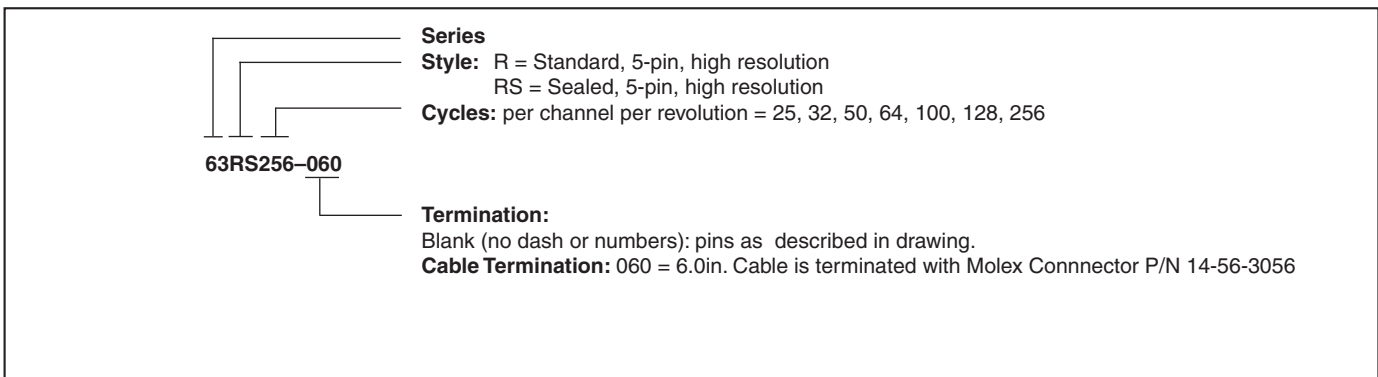 Series
Style: R = Standard, 5-pin, high resolution
RS = Sealed, 5-pin, high resolution
Cycles: per channel per revolution = 25, 32, 50, 64, 100, 128, 256
63RS256–060
Termination:
Blank (no dash or numbers): pins as described in drawing.
Cable Termination: 060 = 6.0in. Cable is terminated with Molex Connnector P/N 14-56-3056